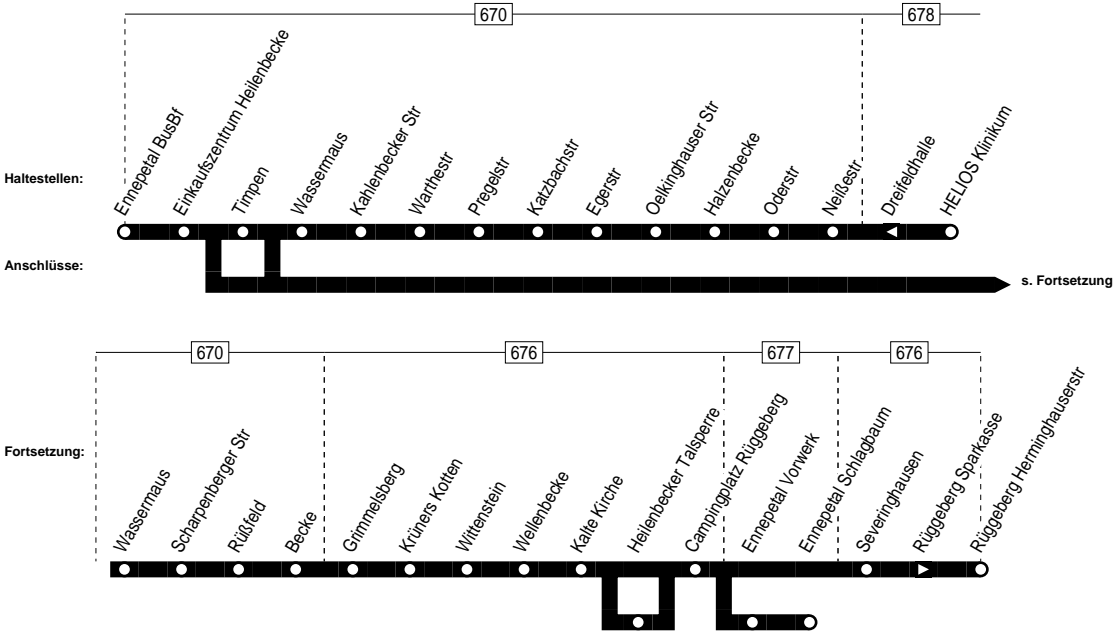 670
678
Haltestellen:
Ennepetal BusBf
Einkaufszentrum Heilenbecke
Timpen
Wassermaus
Kahlenbecker Str
Warthestr
Pregelstr
Katzbachstr
Egerstr
Oelkinghauser Str
Halzenbecke
Oderstr
Neißestr
Dreifeldhalle
HELIOS Klinikum
Anschlüsse:
s. Fortsetzung
670
676
677
676
Fortsetzung:
Wassermaus
Scharpenberger Str
Rüßfeld
Becke
Grimmelsberg
Krüners Kotten
Wittenstein
Wellenbecke
Kalte Kirche
Heilenbecker Talsperre
Campingplatz Rüggeberg
Ennepetal Vorwerk
Ennepetal Schlagbaum
Severinghausen
Rüggeberg Sparkasse
Rüggeberg Herminghauserstr